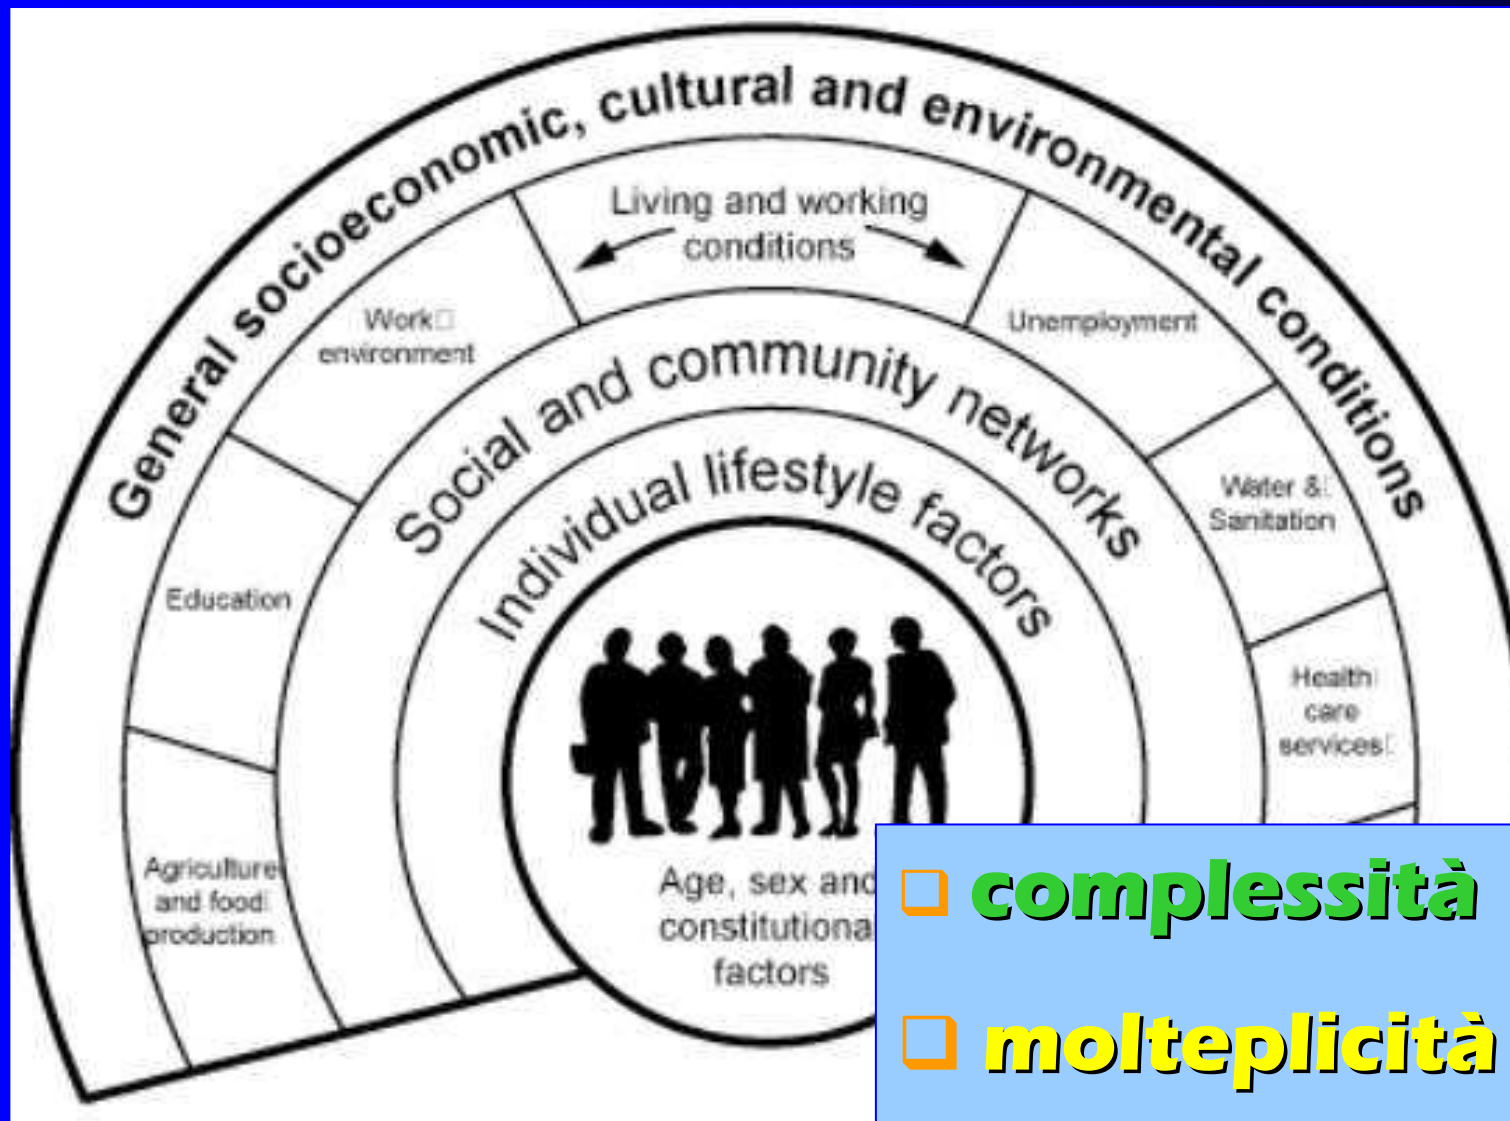 General socioeconomic, cultural and environmental conditions
Living and working
conditions
Work
environment
Unemployment
Social and community networks
Individual lifestyle factors
Water &
Sanitation
Education
Health
care
services
Agriculture
and food
production
Age, sex and
constitutiona
factors
❑ complessità
❑ molteplicità